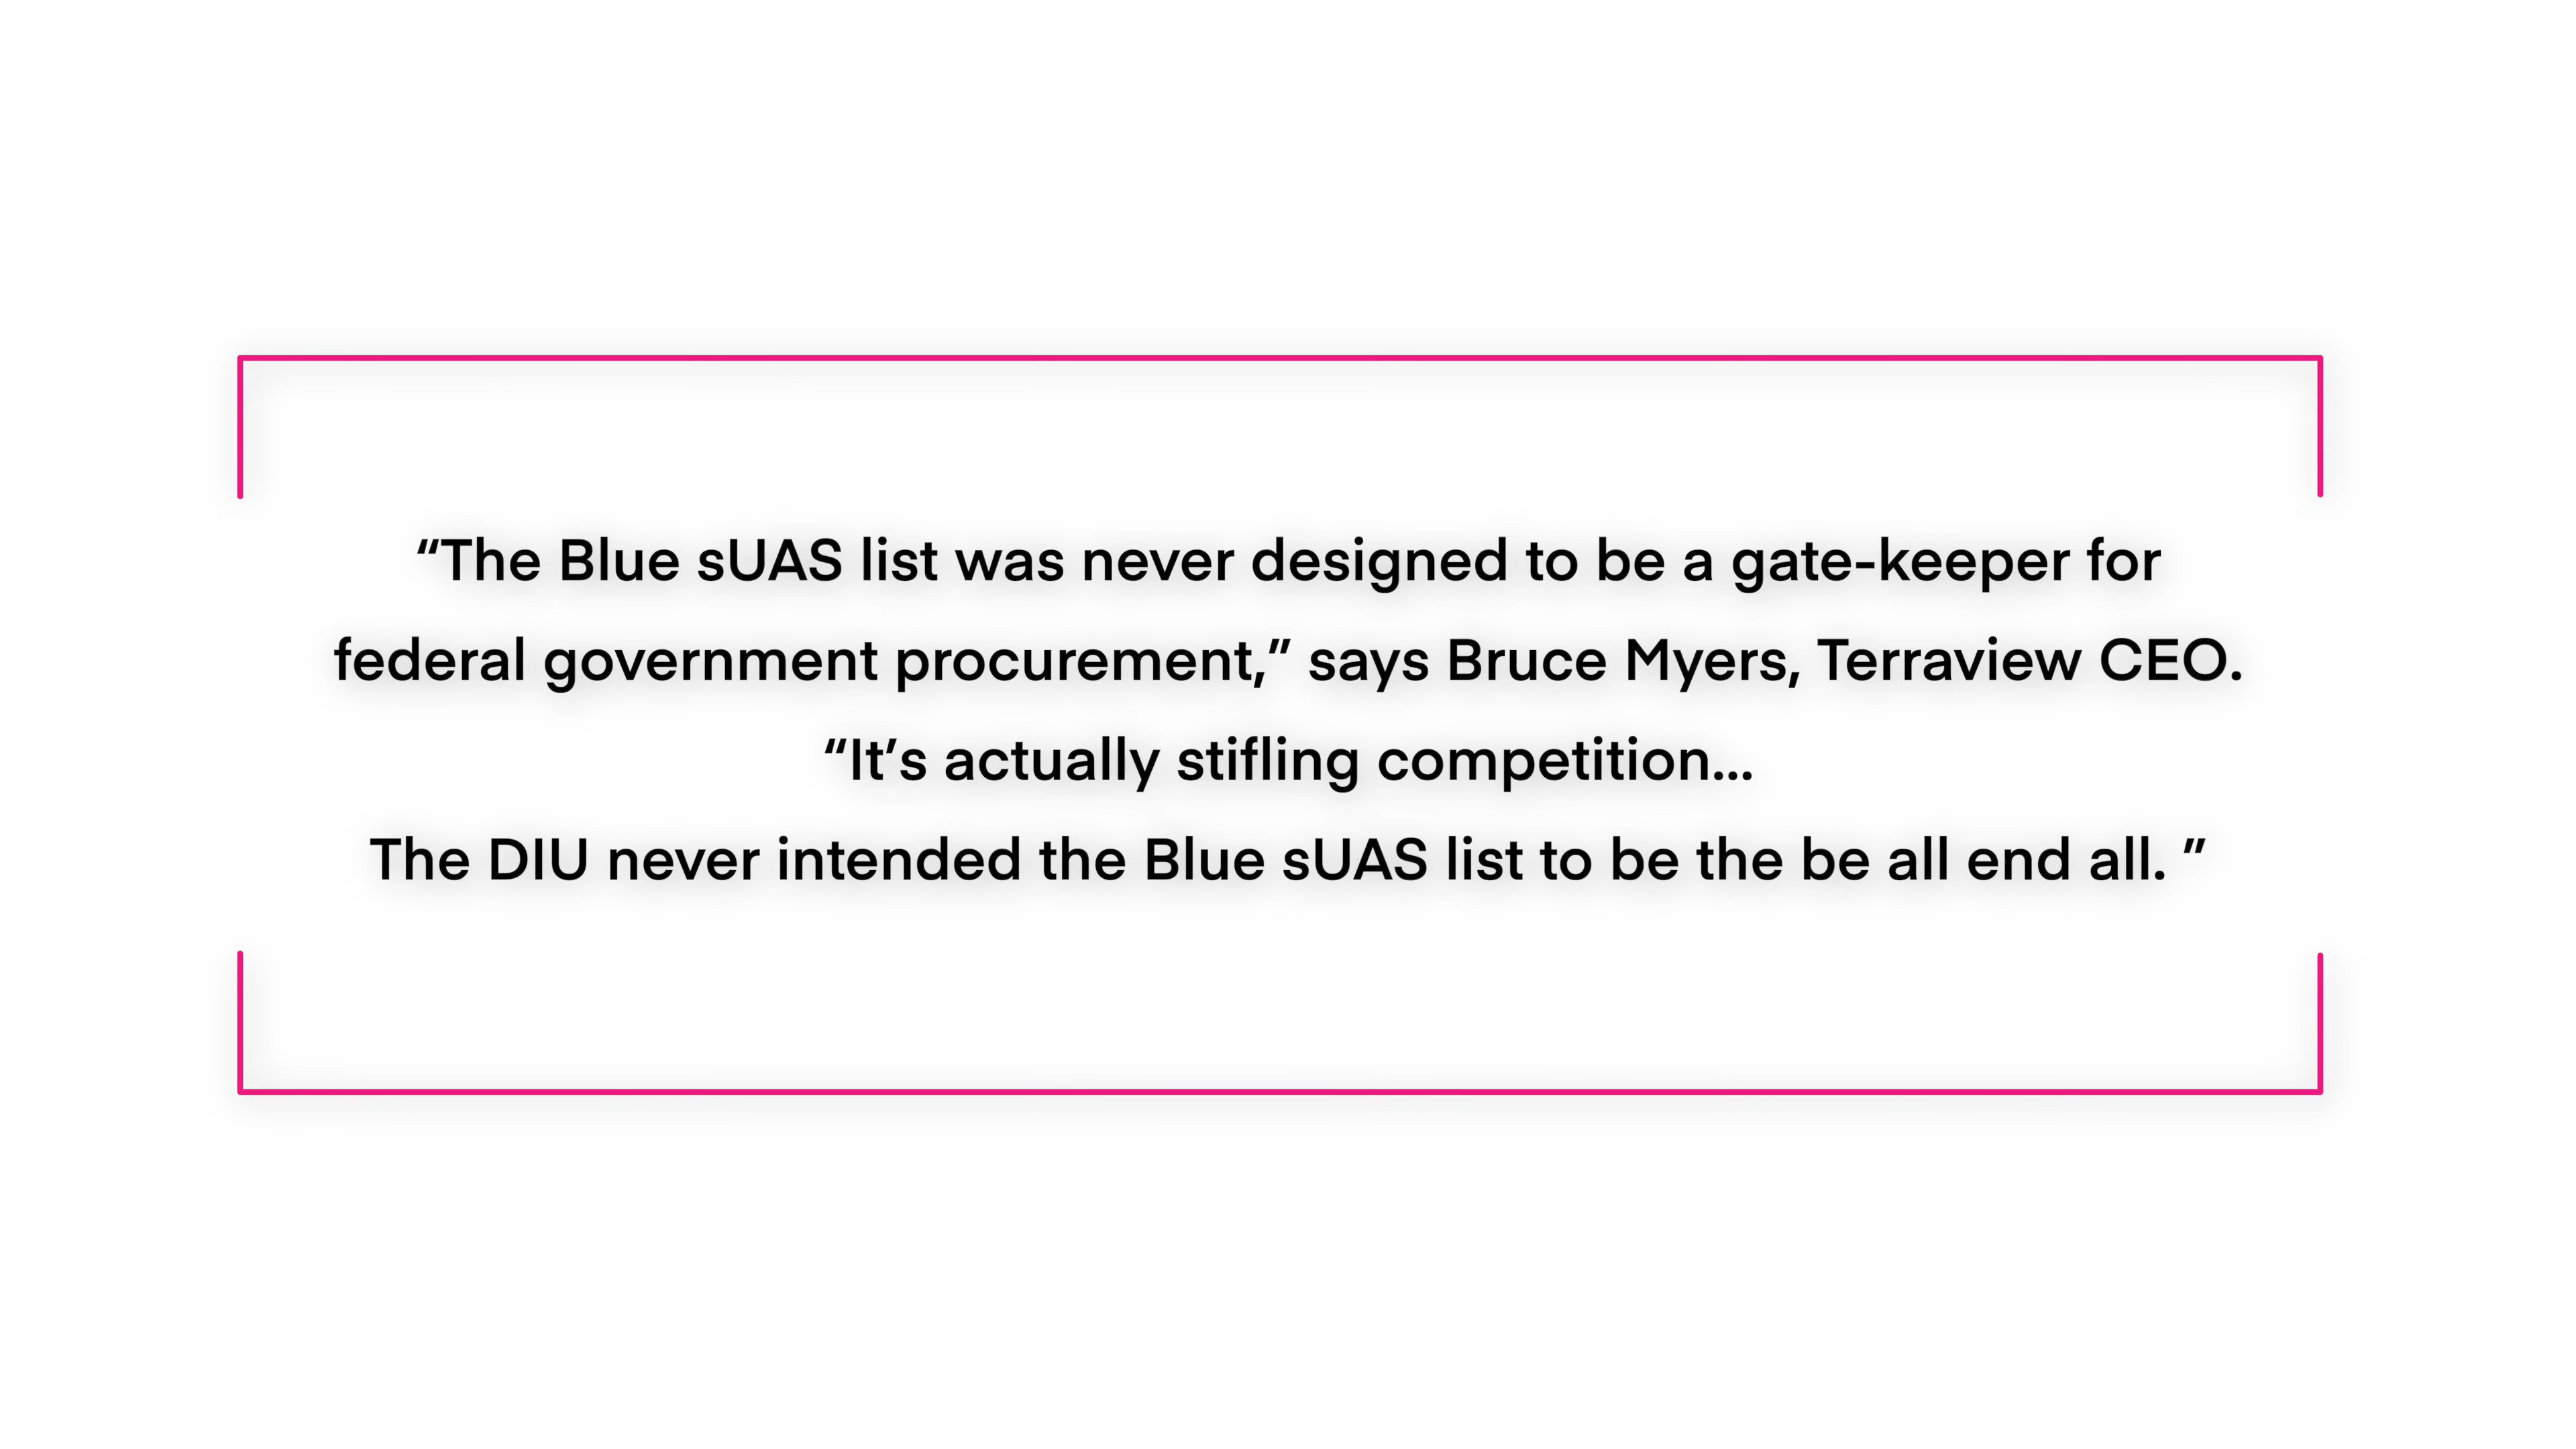 “The Blue sUAS list was never designed to be a gate-keeper for
federal government procurement,” says Bruce Myers, Terraview CEO.
“It’s actually stifling competition...
The DIU never intended the Blue sUAS list to be the be all end all. ”